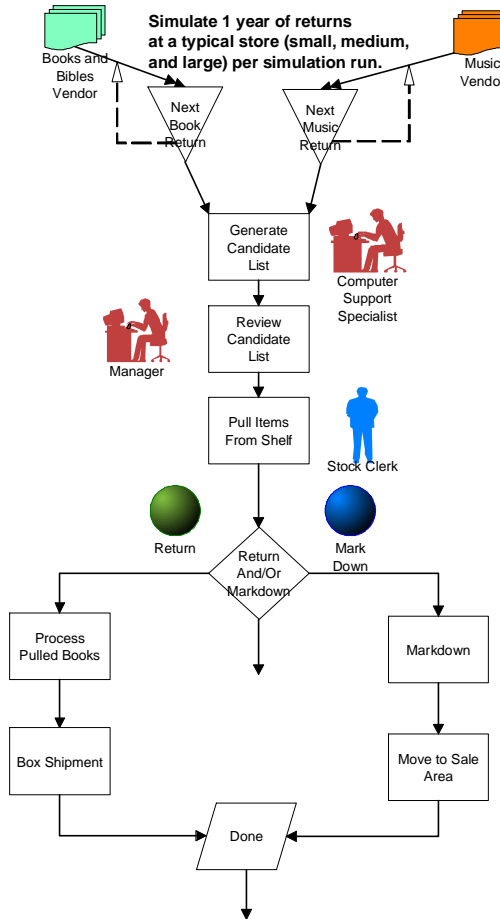 Simulate 1 year of returns
at a typical store (small, medium,
and large) per simulation run.
Books and
Bibles
Vendor
Music
Vendor
Next
Book
Return
Next
Music
Return
Generate
Candidate
List
Computer
Support
Specialist
Review
Candidate
List
Manager
Pull Items
From Shelf
Stock Clerk
Return
Mark
Down
Return
And/Or
Markdown
Process
Pulled Books
Markdown
Box Shipment
Move to Sale
Area
Done